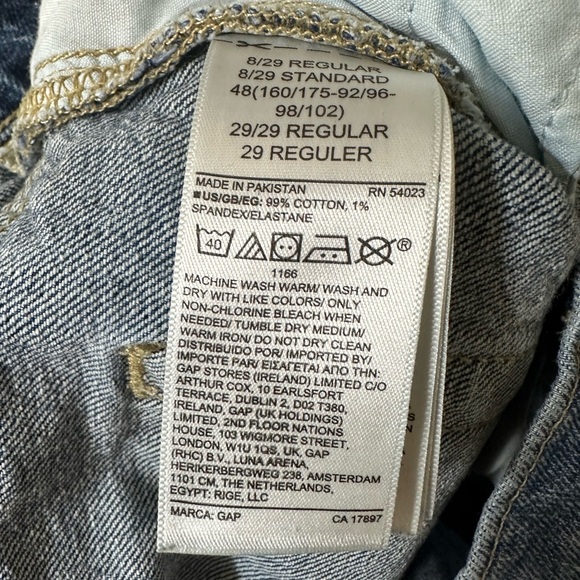 8/29 REGULAR
8/29 STANDARD
48(160/175-92/96-
98/102)
29/29 REGULAR
29 REGULER
MADE IN PAKISTAN RN 54023
■US/GB/EG: 99% COTTON, 1%
SPANDEX/ELASTANE
40 ®
1166
MACHINE WASH WARM/ WASH AND
DRY WITH LIKE COLORS/ ONLY
NON-CHLORINE BLEACH WHEN
NEEDED/ TUMBLE DRY MEDIUM/
WARM IRON/ DO NOT DRY CLEAN
DISTRIBUIDO POR/ IMPORTED BY/
IMPORTE PAR/ ΕΙΣΑΓΕΤΑΙ ΑΠΟ ΤΗΝ:
GAP STORES (IRELAND) LIMITED C/O
ARTHUR COX, 10 EARLSFORT
TERRACE, DUBLIN 2, D02 T380,
IRELAND, GAP (UK HOLDINGS)
LIMITED, 2ND FLOOR NATIONS
HOUSE, 103 WIGMORE STREET,
LONDON, W1U 1QS, UK, GAP
(RHC) B.V., LUNA ARENA,
HERIKERBERGWEG 238, AMSTERDAM
1101 CM, THE NETHERLANDS,
EGYPT: RIGE, LLC
MARCA: GAP CA 17897